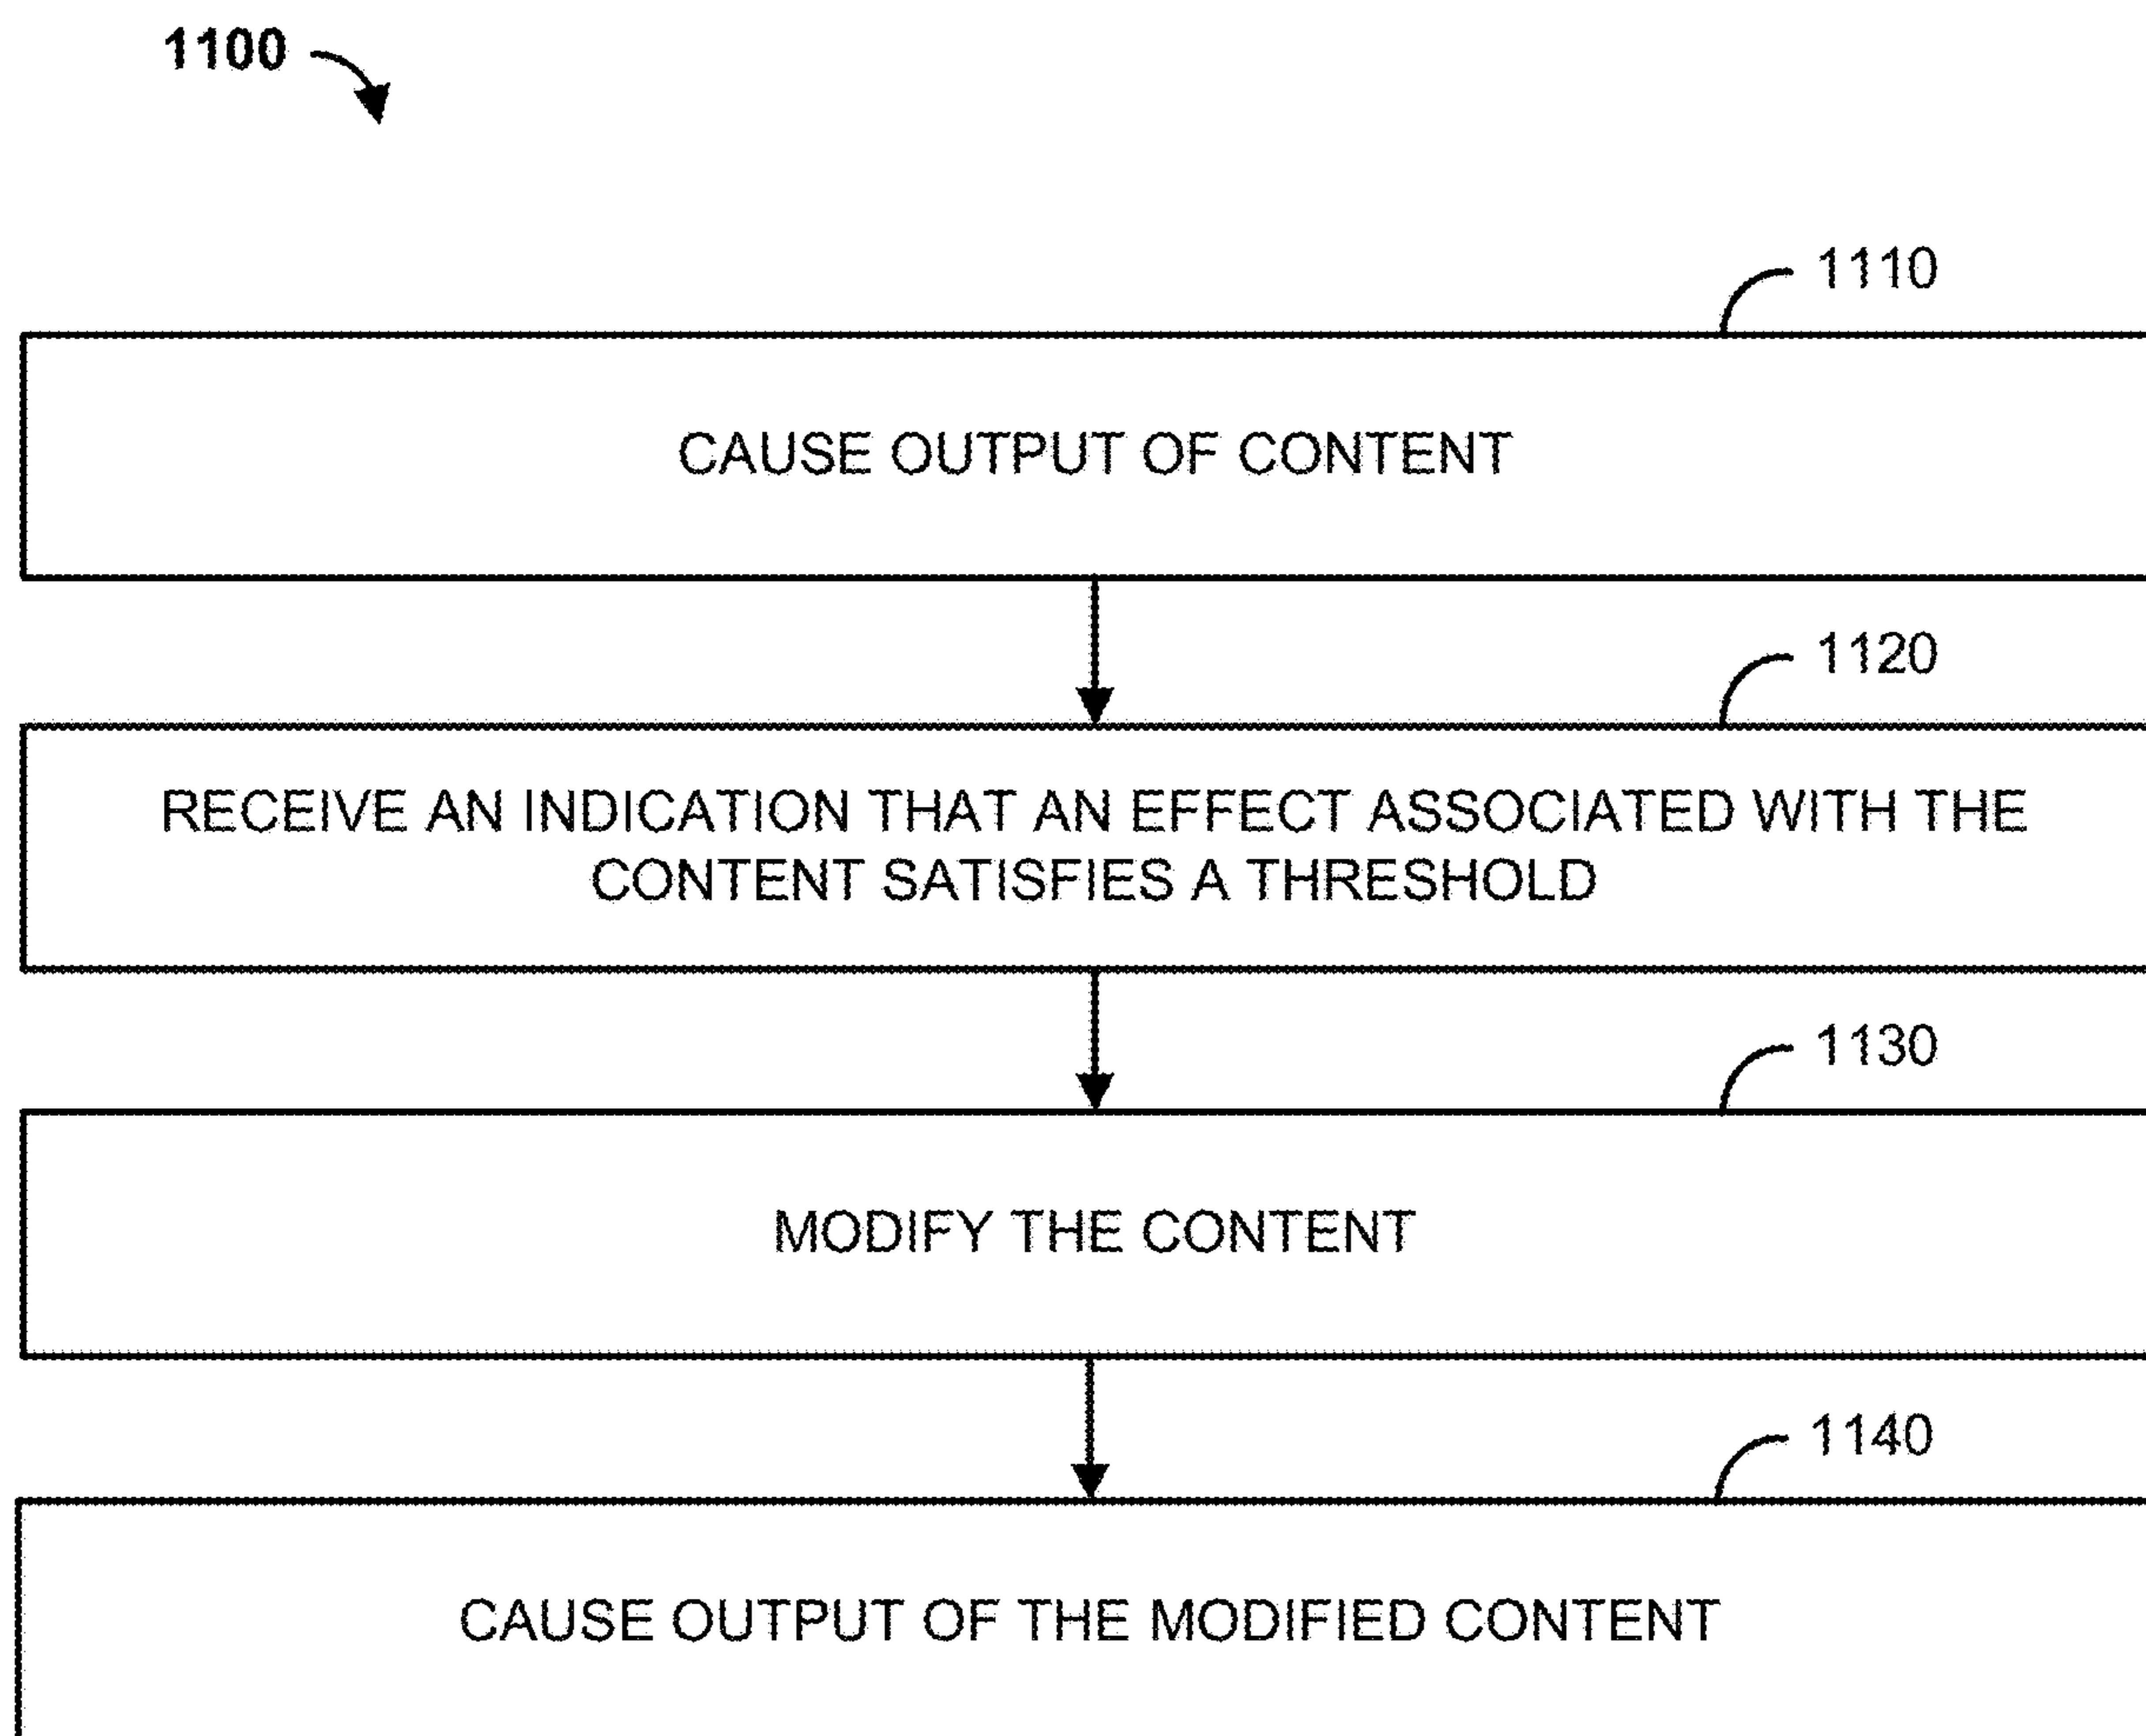 1100
1110
CAUSE OUTPUT OF CONTENT
1120
RECEIVE AN INDICATION THAT AN EFFECT ASSOCIATED WITH THE
CONTENT SATISFIES A THRESHOLD
1130
MODIFY THE CONTENT
1140
CAUSE OUTPUT OF THE MODIFIED CONTENT